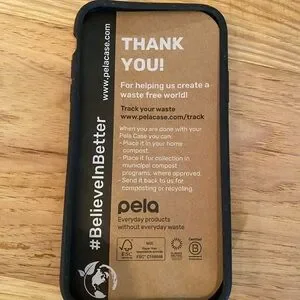 THANK
YOU!
For helping us create a
waste free world!
Track your waste
www.pelacase.com/track
When you are done with your
Pela Case you can:
- Place it in your home
compost.
- Place it for collection in
municipal compost
programs, where approved.
- Send it back to us for
composting or recycling.
pela
Everyday products
without everyday waste
FSC
MIX
Certified
B
www.pelacase.com
#BelieveInBetter